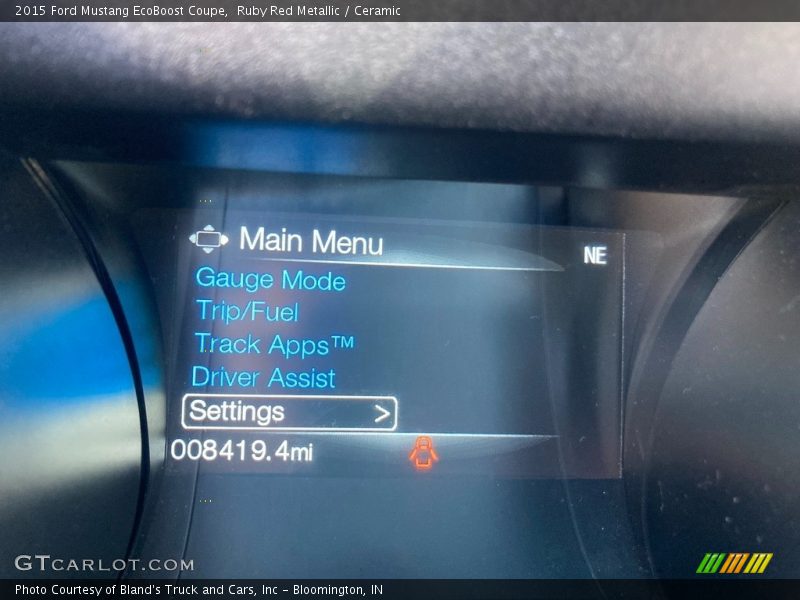 2015 Ford Mustang EcoBoost Coupe, Ruby Red Metallic / Ceramic
Main Menu
NE
Gauge Mode
Trip/Fuel
Track Apps™
Driver Assist
Settings >
008419.4mi
GTCARLOT.COM
Photo Courtesy of Bland's Truck and Cars, Inc - Bloomington, IN